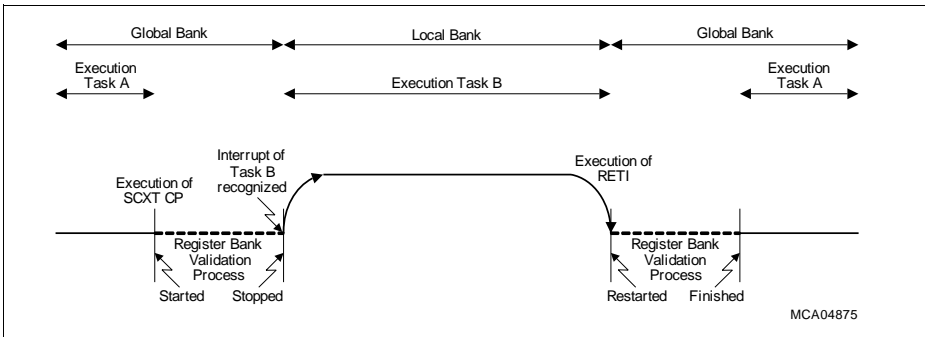 Global Bank
Local Bank
Global Bank
Execution
Task A
Execution Task B
Execution
Task A
Execution of
SCXT CP
Interrupt of
Task B
recognized
Execution of
RETI
Register Bank
Validation
Process
Register Bank
Validation
Process
Started
Stopped
Restarted
Finished
MCA04875